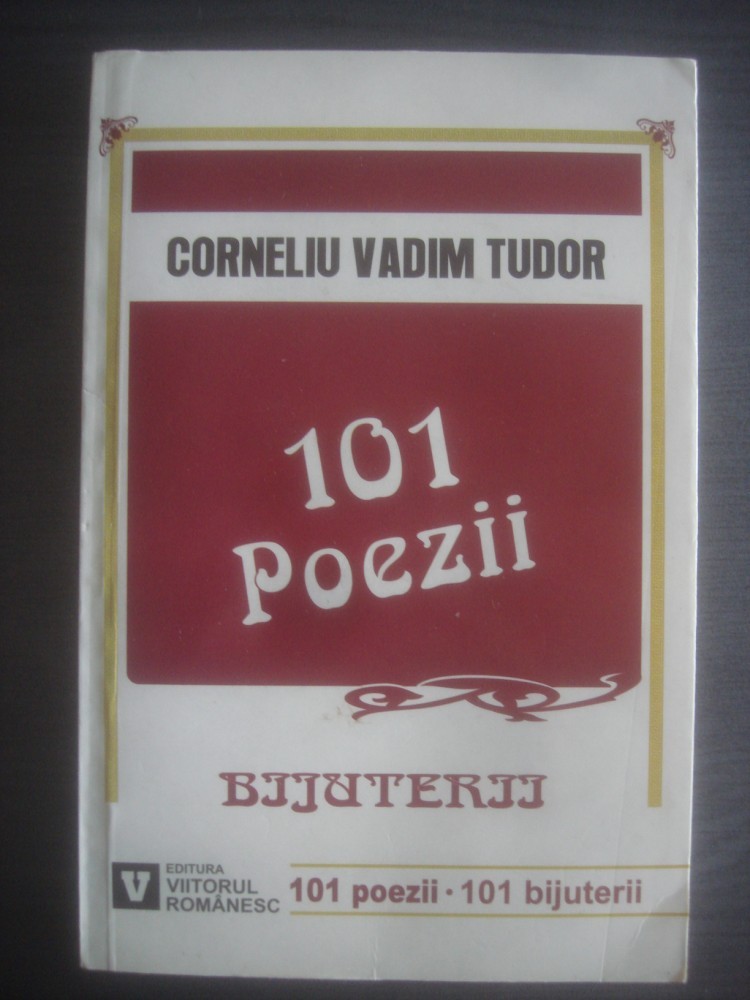 CORNELIU VADIM TUDOR
101
Poezii
BIJUTERII
V
EDITURA
VIITORUL
ROMÂNESC
101 poezii • 101 bijuterii